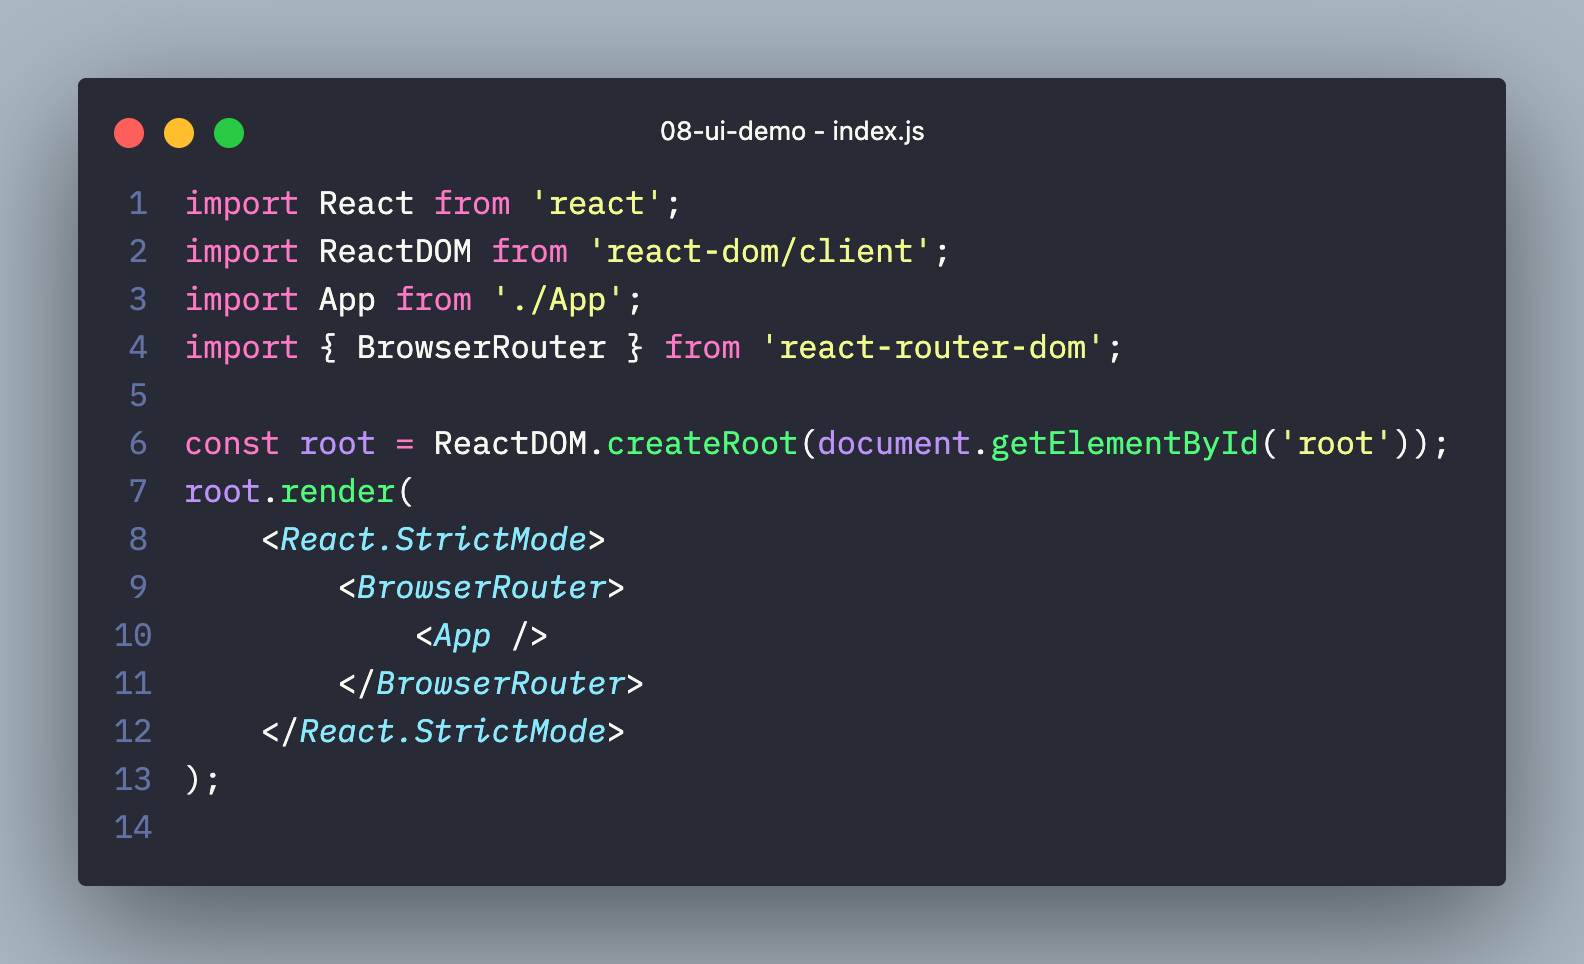 08-ui-demo - index.js
1 import React from 'react';
2 import ReactDOM from 'react-dom/client';
3 import App from './App';
4 import { BrowserRouter } from 'react-router-dom';
5
6 const root = ReactDOM.createRoot(document.getElementById('root'));
7 root.render(
8     <React.StrictMode>
9         <BrowserRouter>
10             <App />
11         </BrowserRouter>
12     </React.StrictMode>
13 );
14